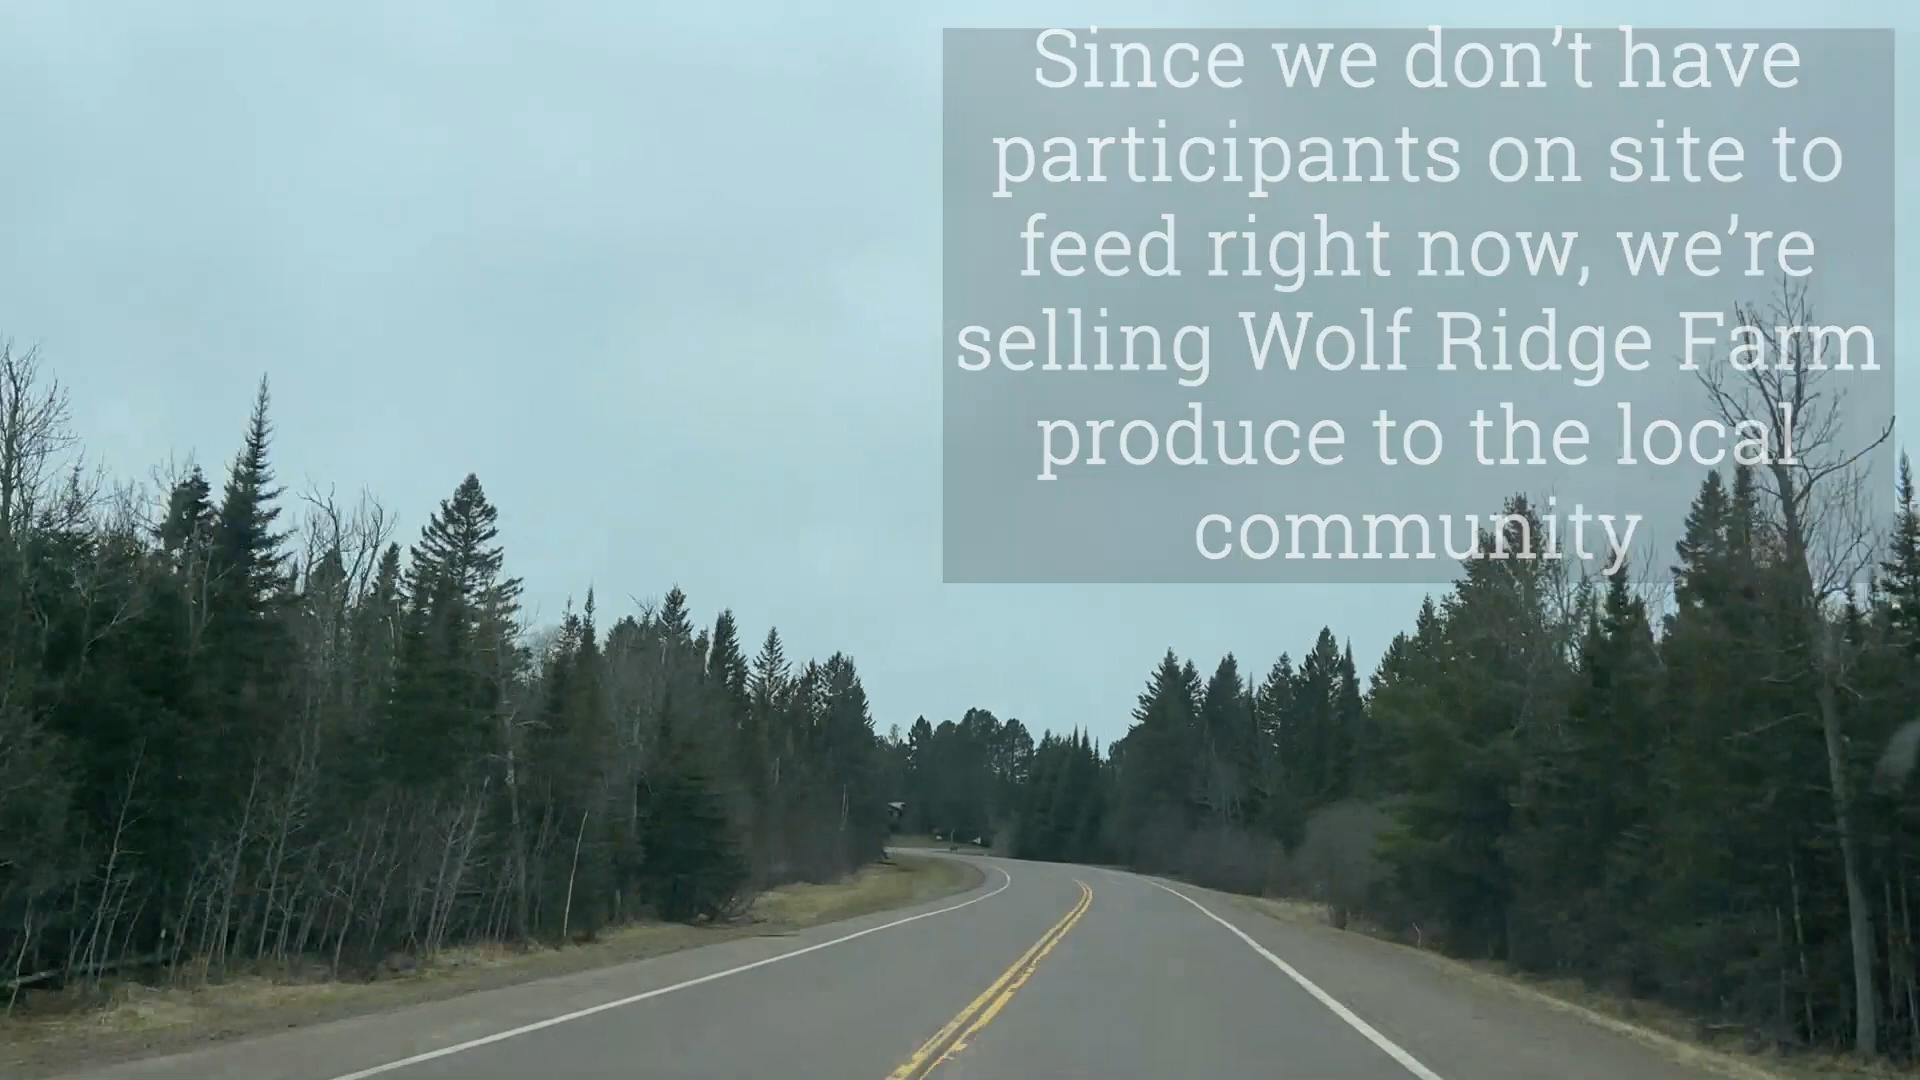 Since we don’t have
participants on site to
feed right now, we’re
selling Wolf Ridge Farm
produce to the local
community